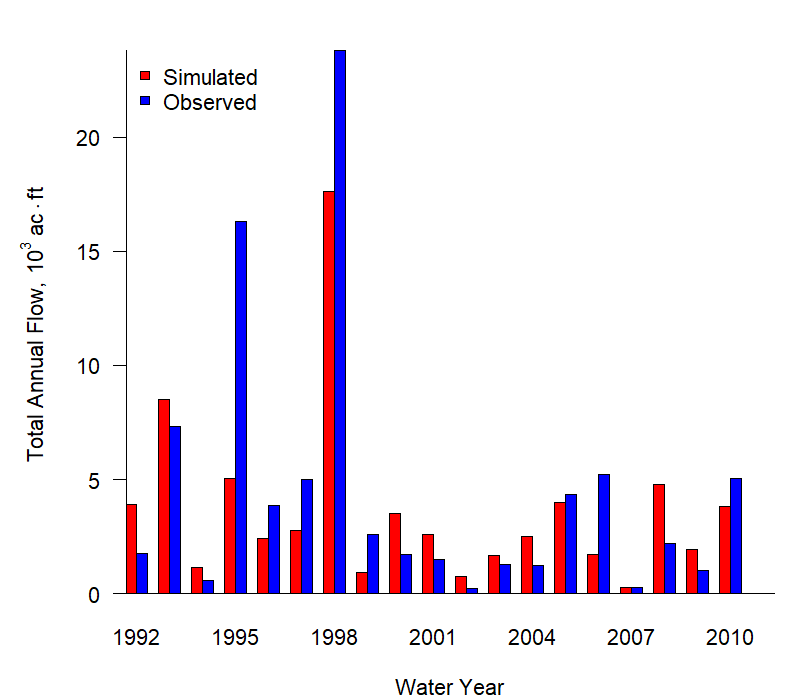 Simulated
Observed
Total Annual Flow, 10³ ac·ft
20
15
10
5
0
1992 1995 1998 2001 2004 2007 2010
Water Year